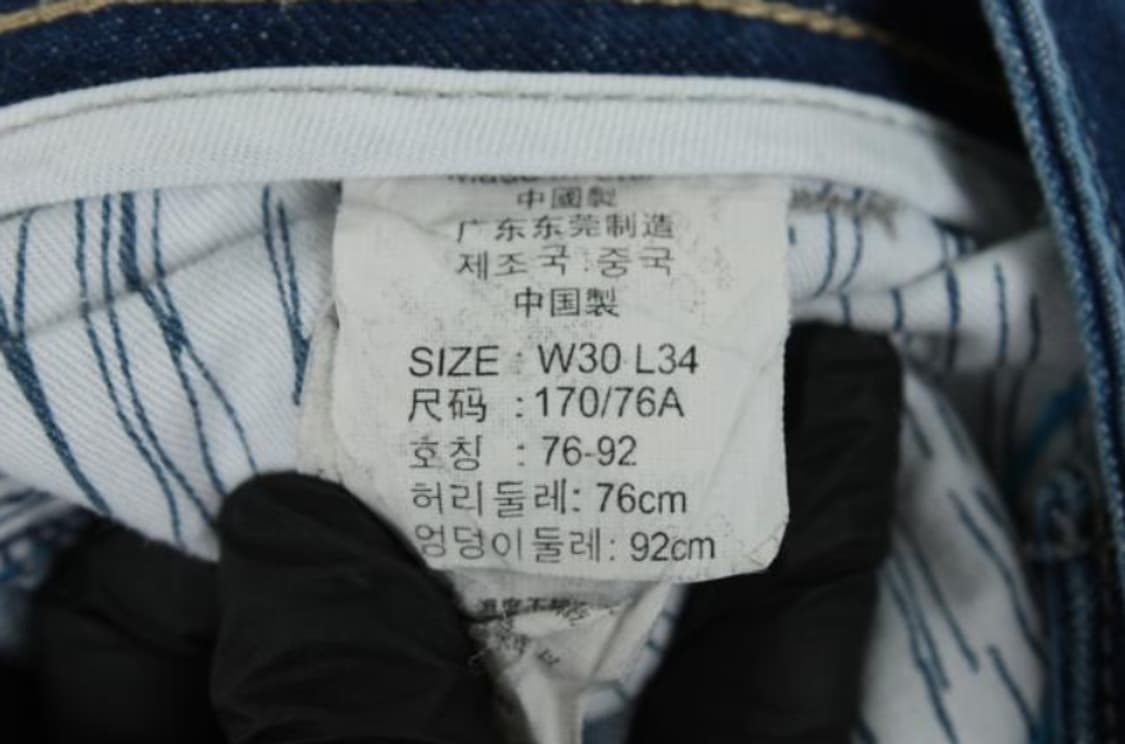 中國製
广东东莞制造
제조국:중국
中国製
SIZE : W30 L34
尺码 : 170/76A
호칭 : 76-92
허리둘레: 76cm
엉덩이둘레: 92cm